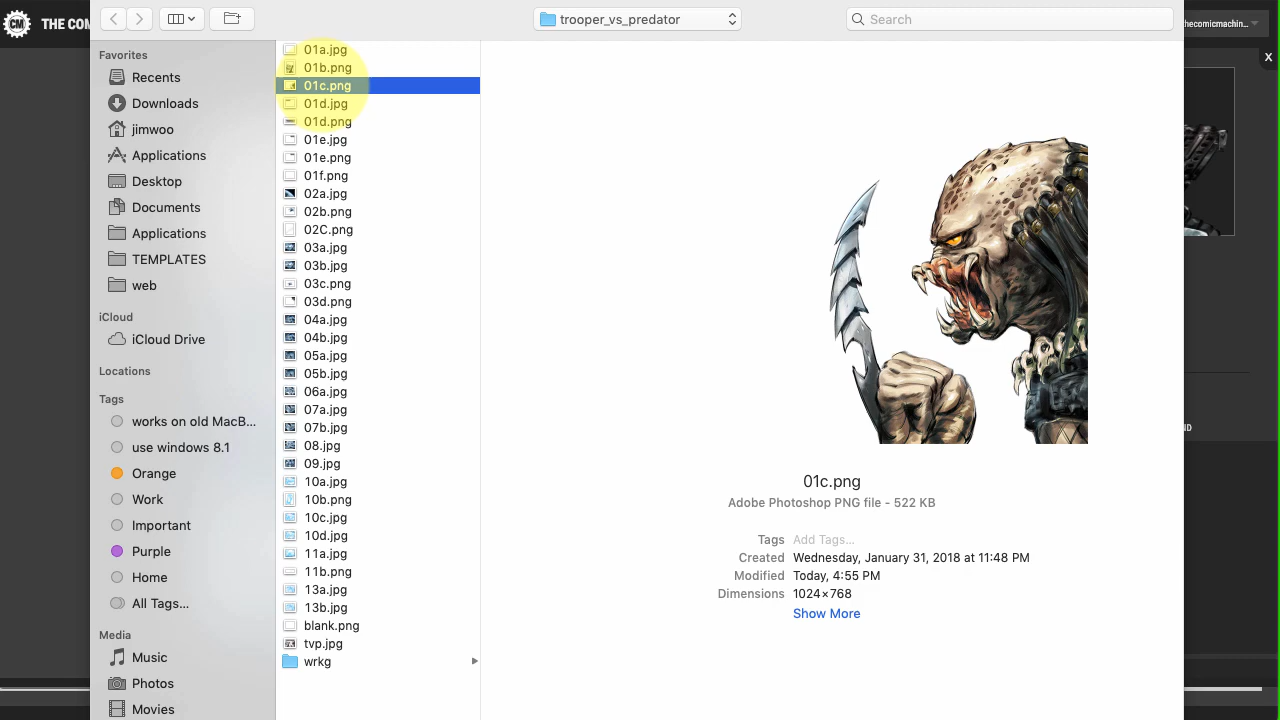 CM THE COM
trooper_vs_predator
Search
thecomicmachin...
X
Favorites
Recents
Downloads
jimwoo
Applications
Desktop
Documents
Applications
TEMPLATES
web
iCloud
iCloud Drive
Locations
Tags
works on old MacB...
use windows 8.1
Orange
Work
Important
Purple
Home
All Tags...
Media
Music
Photos
Movies
01a.jpg
01b.png
01c.png
01d.jpg
01d.png
01e.jpg
01e.png
01f.png
02a.jpg
02b.png
02C.png
03a.jpg
03b.jpg
03c.png
03d.png
04a.jpg
04b.jpg
05a.jpg
05b.jpg
06a.jpg
07a.jpg
07b.jpg
08.jpg
09.jpg
10a.jpg
10b.png
10c.jpg
10d.jpg
11a.jpg
11b.png
13a.jpg
13b.jpg
blank.png
tvp.jpg
wrkg
01c.png
Adobe Photoshop PNG file - 522 KB
Tags Add Tags...
Created Wednesday, January 31, 2018 at 11:48 PM
Modified Today, 4:55 PM
Dimensions 1024×768
Show More
ND